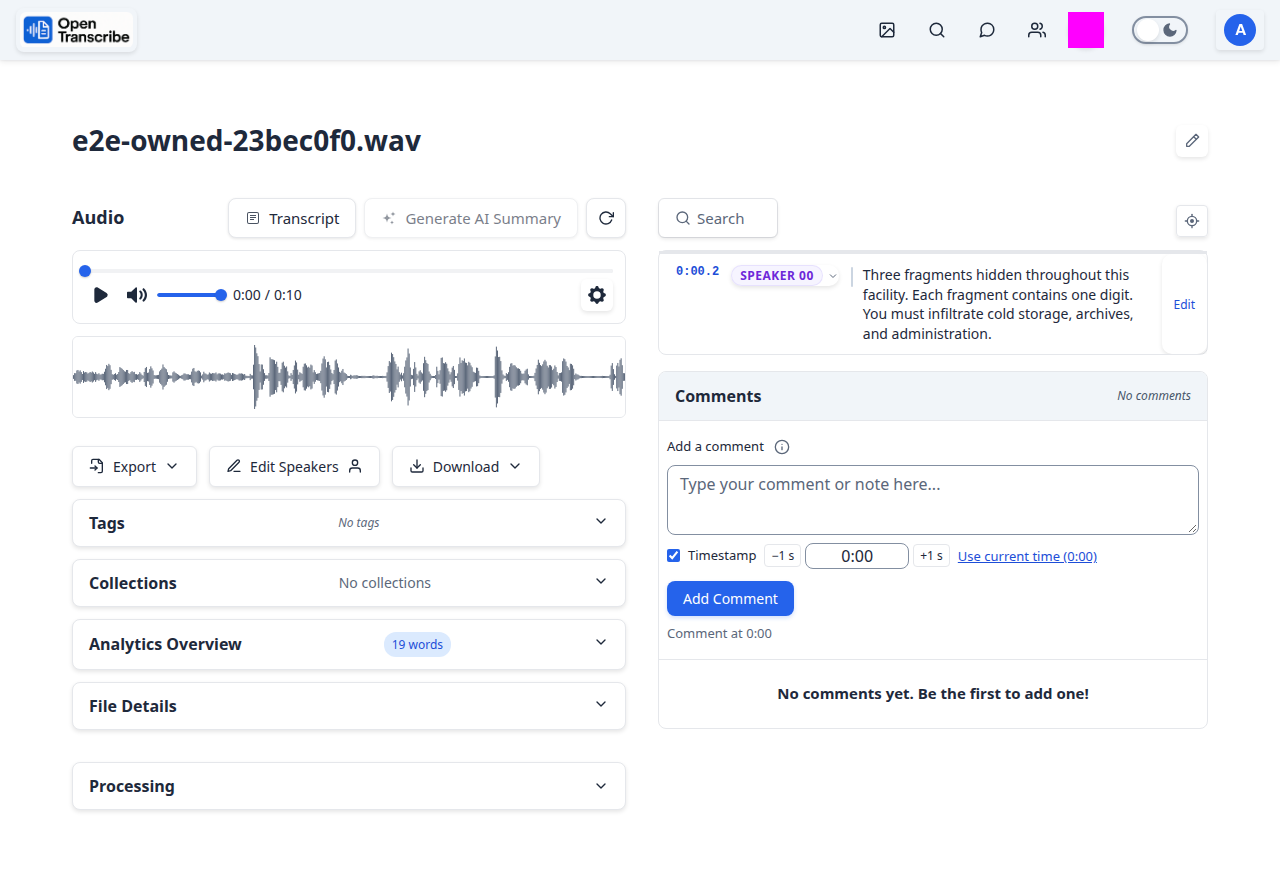 Open
Transcribe
A
e2e-owned-23bec0f0.wav
Audio
Transcript
Generate AI Summary
Search
0:00 / 0:10
0:00.2
SPEAKER 00
Three fragments hidden throughout this
facility. Each fragment contains one digit.
You must infiltrate cold storage, archives,
and administration.
Edit
Comments
No comments
Add a comment
Type your comment or note here...
Timestamp
−1 s
0:00
+1 s
Use current time (0:00)
Add Comment
Comment at 0:00
No comments yet. Be the first to add one!
Export
Edit Speakers
Download
Tags
No tags
Collections
No collections
Analytics Overview
19 words
File Details
Processing